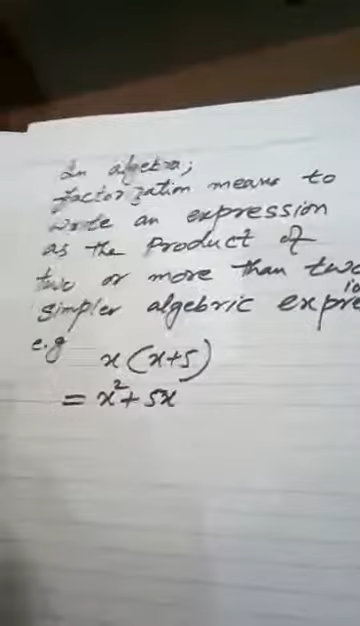 In algebra;
factorization means to
write an expression
as the product of
two or more than two
simpler algebric expre
io
e.g
x(x+5)
= x²+5x